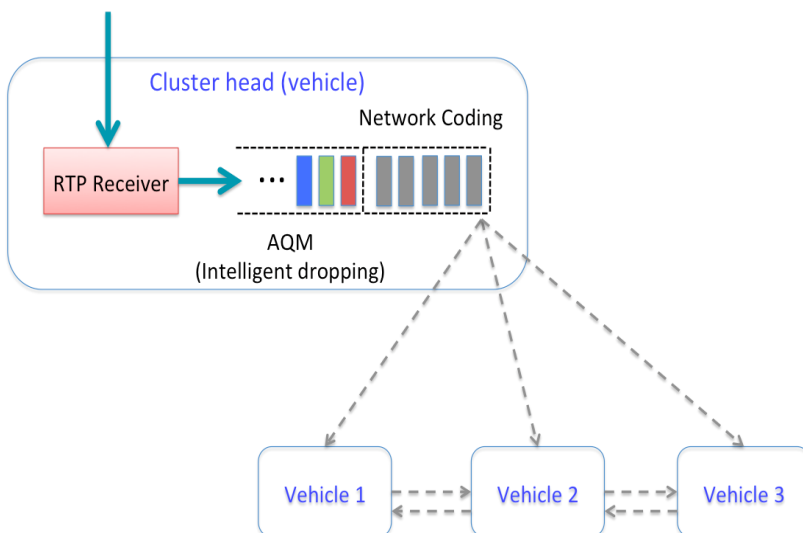 Cluster head (vehicle)
Network Coding
RTP Receiver
...
AQM
(Intelligent dropping)
Vehicle 1
Vehicle 2
Vehicle 3